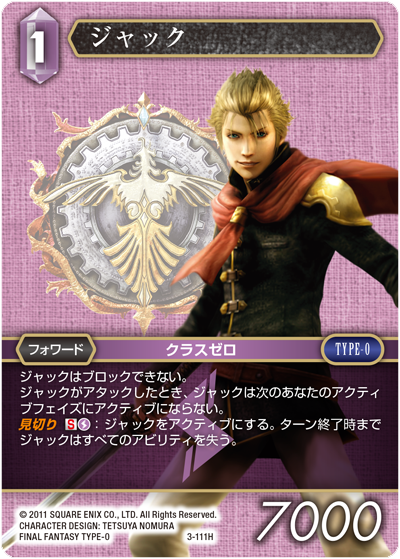 1
ジャック
フォワード
クラスゼロ
TYPE-0
ジャックはブロックできない。
ジャックがアタックしたとき、ジャックは次のあなたのアクティ
ブフェイズにアクティブにならない。
見切り S : ジャックをアクティブにする。ターン終了時まで
ジャックはすべてのアビリティを失う。
© 2011 SQUARE ENIX CO., LTD. All Rights Reserved.
CHARACTER DESIGN: TETSUYA NOMURA
FINAL FANTASY TYPE-0
3-111H
7000